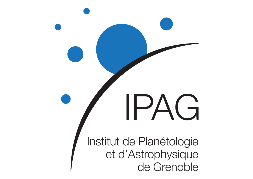 IPAG
Institut de Planétologie
et d'Astrophysique
de Grenoble